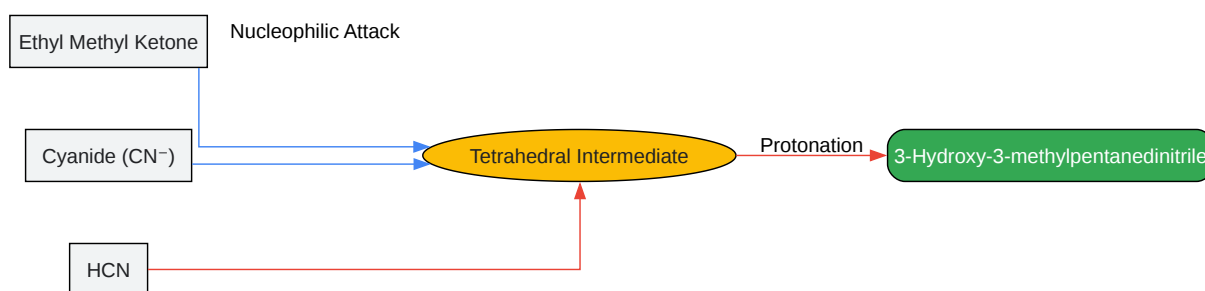 Ethyl Methyl Ketone
Nucleophilic Attack
Cyanide (CN⁻)
Tetrahedral Intermediate
Protonation
3-Hydroxy-3-methylpentanedinitrile
HCN